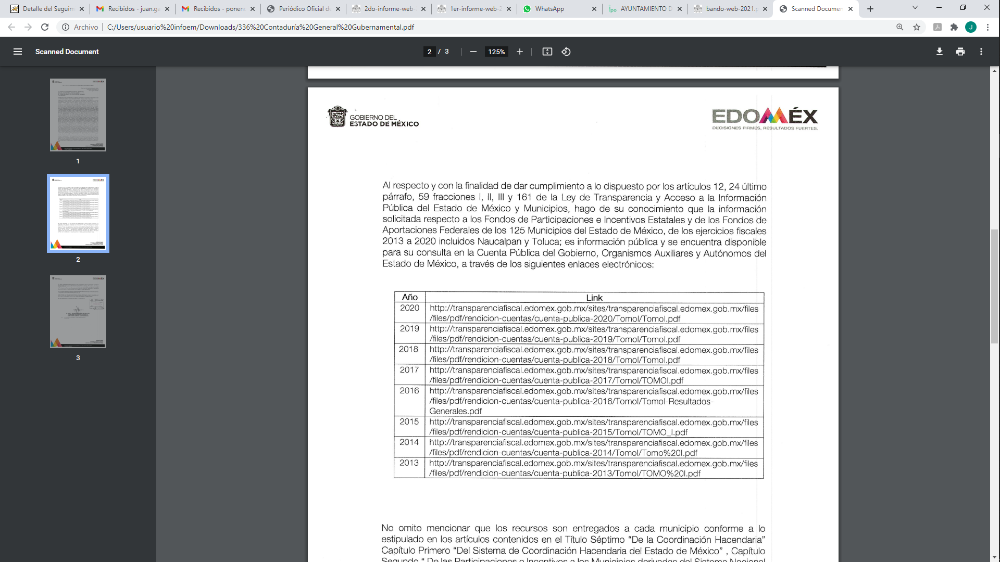 Detalle del Seguim
Recibidos - juan.ga
Recibidos - ponenc
Periódico Oficial de
2do-informe-web-
1er-informe-web-2
WhatsApp
AYUNTAMIENTO D
bando-web-2021.p
Scanned Documen
Archivo
C:/Users/usuario%20infoem/Downloads/336%20Contaduría%20General%20Gubernamental.pdf
J
Scanned Document
2 / 3
125%
1
2
3
GOBIERNO DEL
ESTADO DE MÉXICO
EDOMÉX
DECISIONES FIRMES, RESULTADOS FUERTES.
Al respecto y con la finalidad de dar cumplimiento a lo dispuesto por los artículos 12, 24 último
párrafo, 59 fracciones I, II, III y 161 de la Ley de Transparencia y Acceso a la Información
Pública del Estado de México y Municipios, hago de su conocimiento que la información
solicitada respecto a los Fondos de Participaciones e Incentivos Estatales y de los Fondos de
Aportaciones Federales de los 125 Municipios del Estado de México, de los ejercicios fiscales
2013 a 2020 incluidos Naucalpan y Toluca; es información pública y se encuentra disponible
para su consulta en la Cuenta Pública del Gobierno, Organismos Auxiliares y Autónomos del
Estado de México, a través de los siguientes enlaces electrónicos:
Año Link
2020 http://transparenciafiscal.edomex.gob.mx/sites/transparenciafiscal.edomex.gob.mx/files
/files/pdf/rendicion-cuentas/cuenta-publica-2020/TomoI/TomoI.pdf
2019 http://transparenciafiscal.edomex.gob.mx/sites/transparenciafiscal.edomex.gob.mx/files
/files/pdf/rendicion-cuentas/cuenta-publica-2019/TomoI/TomoI.pdf
2018 http://transparenciafiscal.edomex.gob.mx/sites/transparenciafiscal.edomex.gob.mx/files
/files/pdf/rendicion-cuentas/cuenta-publica-2018/TomoI/TomoI.pdf
2017 http://transparenciafiscal.edomex.gob.mx/sites/transparenciafiscal.edomex.gob.mx/files
/files/pdf/rendicion-cuentas/cuenta-publica-2017/TomoI/TOMOI.pdf
2016 http://transparenciafiscal.edomex.gob.mx/sites/transparenciafiscal.edomex.gob.mx/files
/files/pdf/rendicion-cuentas/cuenta-publica-2016/TomoI/TomoI-Resultados-
Generales.pdf
2015 http://transparenciafiscal.edomex.gob.mx/sites/transparenciafiscal.edomex.gob.mx/files
/files/pdf/rendicion-cuentas/cuenta-publica-2015/TomoI/TOMO_I.pdf
2014 http://transparenciafiscal.edomex.gob.mx/sites/transparenciafiscal.edomex.gob.mx/files
/files/pdf/rendicion-cuentas/cuenta-publica-2014/TomoI/Tomo%20I.pdf
2013 http://transparenciafiscal.edomex.gob.mx/sites/transparenciafiscal.edomex.gob.mx/files
/files/pdf/rendicion-cuentas/cuenta-publica-2013/TomoI/TOMO%20I.pdf
No omito mencionar que los recursos son entregados a cada municipio conforme a lo
estipulado en los artículos contenidos en el Título Séptimo “De la Coordinación Hacendaria”
Capítulo Primero “Del Sistema de Coordinación Hacendaria del Estado de México” , Capítulo
Segundo “ De las Participaciones e Incentivos a los Municipios derivadas del Sistema Nacional